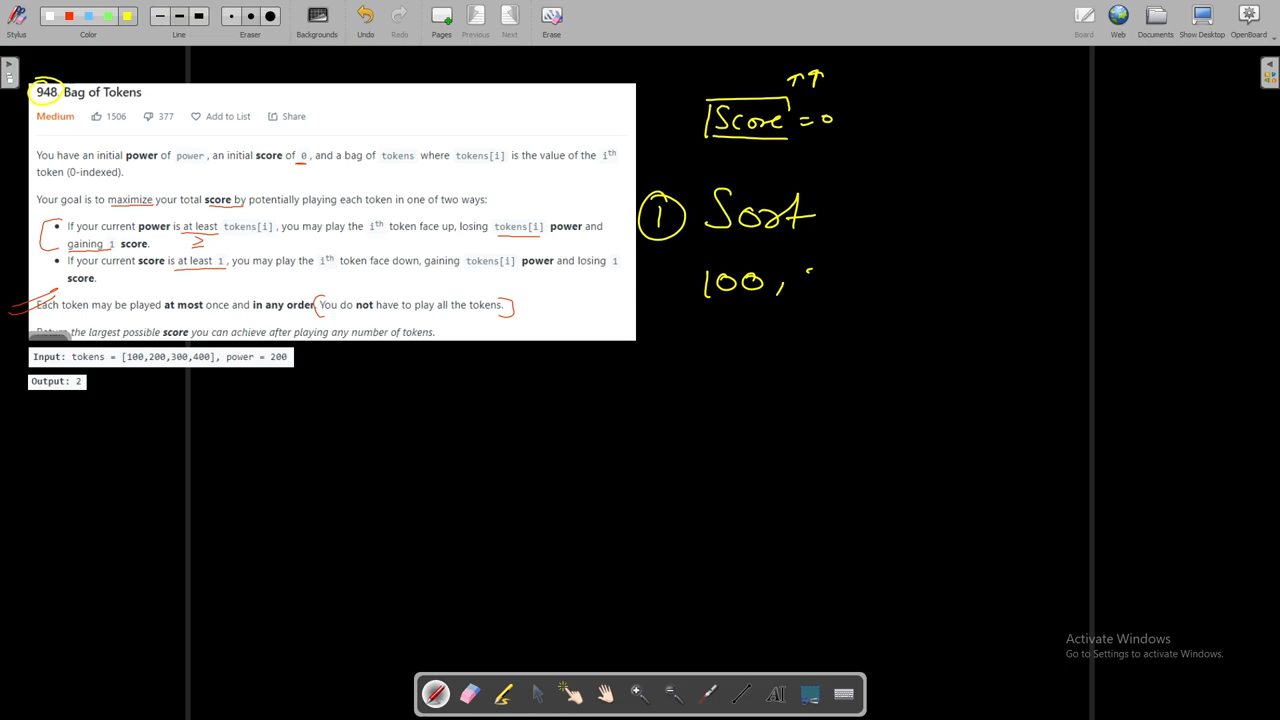 Stylus
Color
Line
Eraser
Backgrounds
Undo
Redo
Pages
Previous
Next
Erase
Board
Web
Documents
Show Desktop
OpenBoard
948. Bag of Tokens
Medium 1506 377 Add to List Share
You have an initial power of power, an initial score of 0, and a bag of tokens where tokens[i] is the value of the ith
token (0-indexed).
Your goal is to maximize your total score by potentially playing each token in one of two ways:
• If your current power is at least tokens[i], you may play the ith token face up, losing tokens[i] power and
gaining 1 score.
≥
• If your current score is at least 1, you may play the ith token face down, gaining tokens[i] power and losing 1
score.
Each token may be played at most once and in any order. You do not have to play all the tokens.
Return the largest possible score you can achieve after playing any number of tokens.
Input: tokens = [100,200,300,400], power = 200
Output: 2
↑↑
Score = 0
① Sort
100,
Activate Windows
Go to Settings to activate Windows.